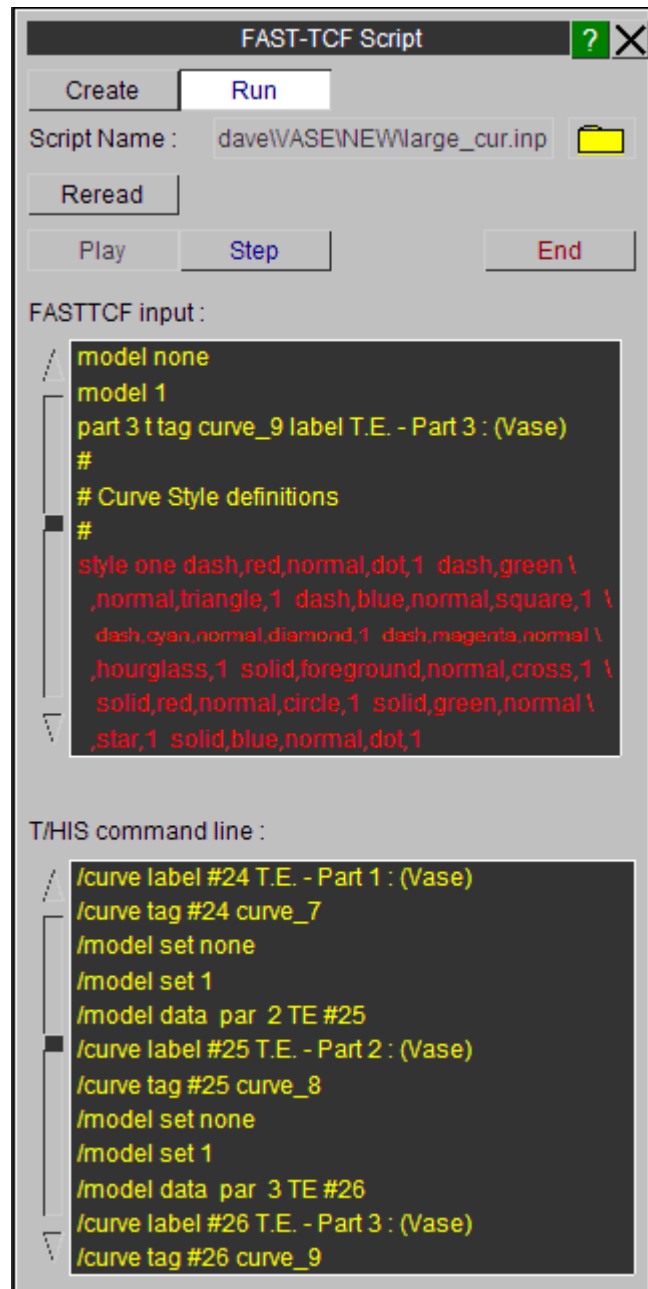 FAST-TCF Script ? X
Create Run
Script Name : dave\VASE\NEW\large_cur.inp
Reread
Play Step End
FASTTCF input :
model none
model 1
part 3 t tag curve_9 label T.E. - Part 3 : (Vase)
#
# Curve Style definitions
#
style one dash,red,normal,dot,1 dash,green \
,normal,triangle,1 dash,blue,normal,square,1 \
dash,cyan,normal,diamond,1 dash,magenta,normal \
,hourglass,1 solid,foreground,normal,cross,1 \
solid,red,normal,circle,1 solid,green,normal \
,star,1 solid,blue,normal,dot,1
T/HIS command line :
/curve label #24 T.E. - Part 1 : (Vase)
/curve tag #24 curve_7
/model set none
/model set 1
/model data par 2 TE #25
/curve label #25 T.E. - Part 2 : (Vase)
/curve tag #25 curve_8
/model set none
/model set 1
/model data par 3 TE #26
/curve label #26 T.E. - Part 3 : (Vase)
/curve tag #26 curve_9